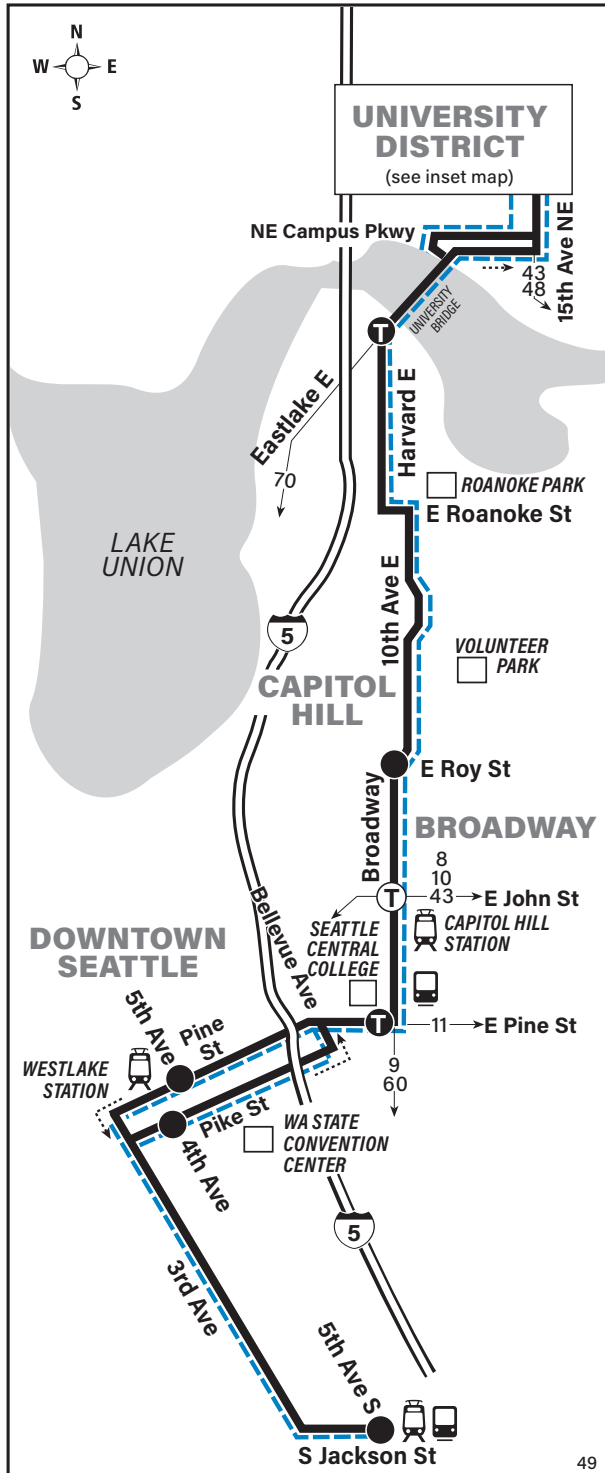 N
W E
S
UNIVERSITY
DISTRICT
(see inset map)
NE Campus Pkwy
43
48
15th Ave NE
UNIVERSITY
BRIDGE
T
Eastlake E
70
Harvard E
ROANOKE PARK
E Roanoke St
LAKE
UNION
10th Ave E
5
VOLUNTEER
PARK
CAPITOL
HILL
E Roy St
Broadway
BROADWAY
8
10
43
E John St
T
CAPITOL HILL
STATION
SEATTLE
CENTRAL
COLLEGE
Bellevue Ave
DOWNTOWN
SEATTLE
T
11
E Pine St
9
60
5th Ave
Pine
St
WESTLAKE
STATION
Pike St
4th Ave
WA STATE
CONVENTION
CENTER
5
3rd Ave
5th Ave S
S Jackson St
49